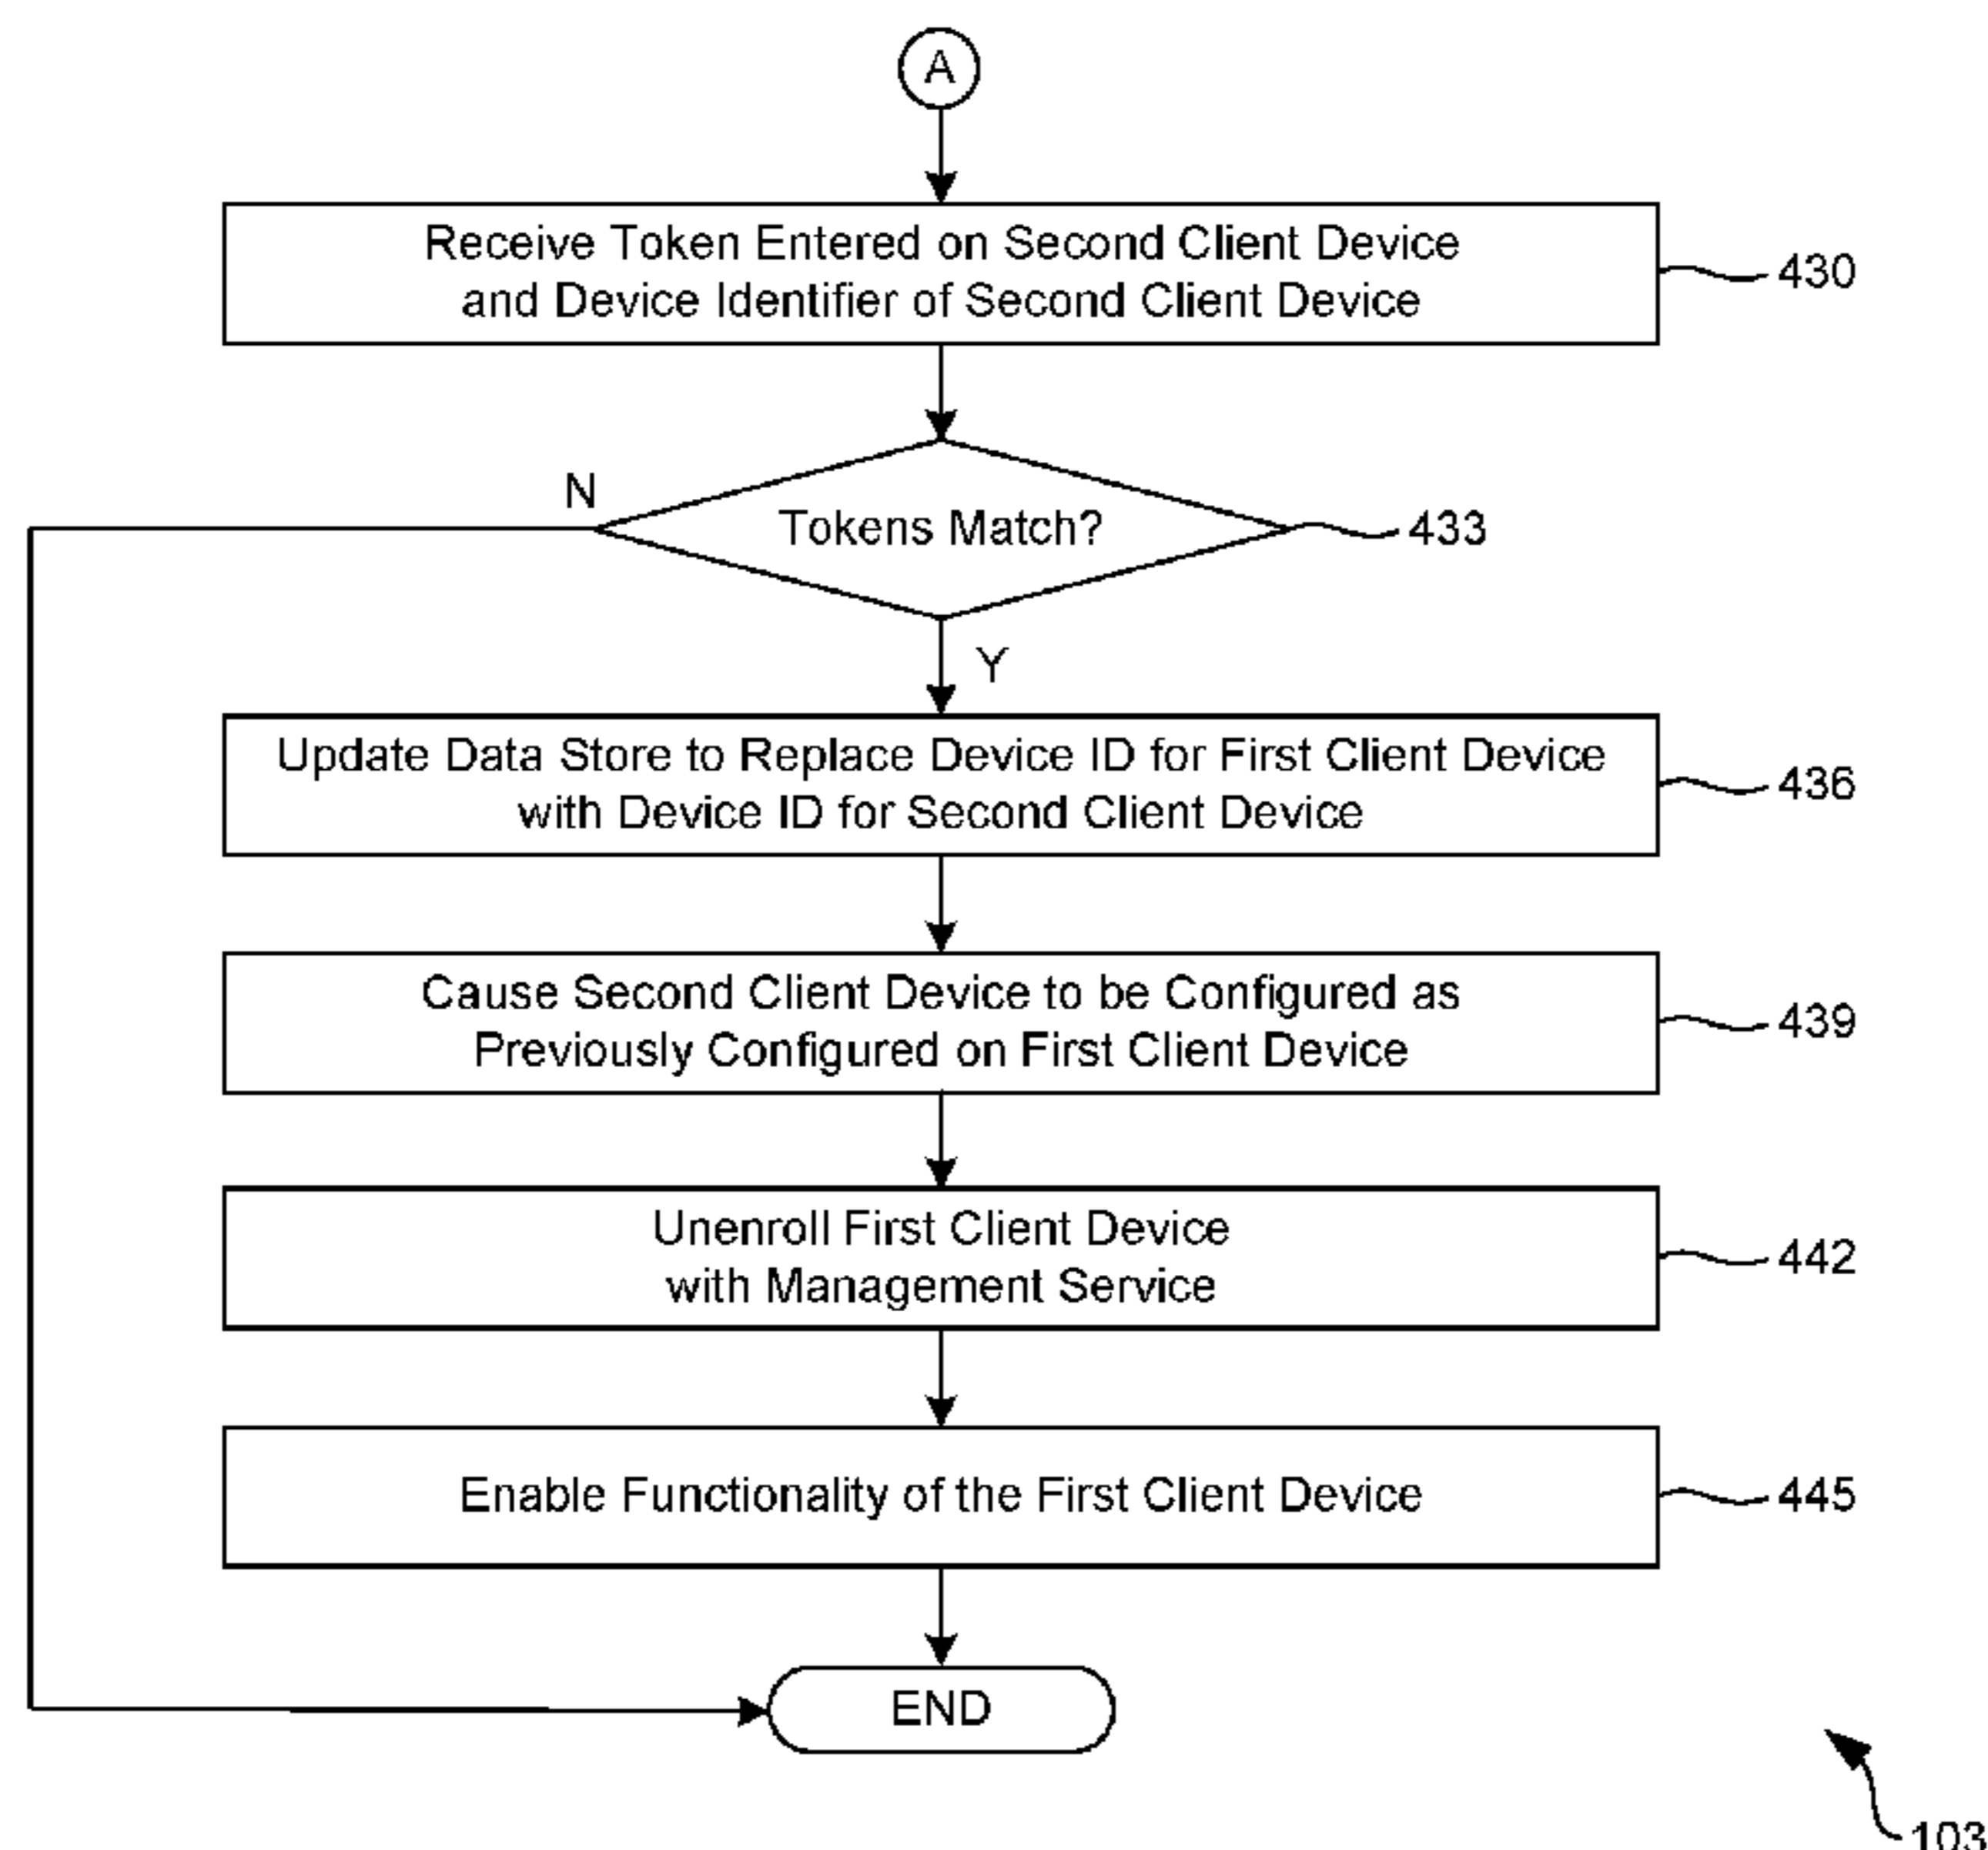 A
Receive Token Entered on Second Client Device
and Device Identifier of Second Client Device
430
N
Tokens Match?
433
Y
Update Data Store to Replace Device ID for First Client Device
with Device ID for Second Client Device
436
Cause Second Client Device to be Configured as
Previously Configured on First Client Device
439
Unenroll First Client Device
with Management Service
442
Enable Functionality of the First Client Device
445
END
103